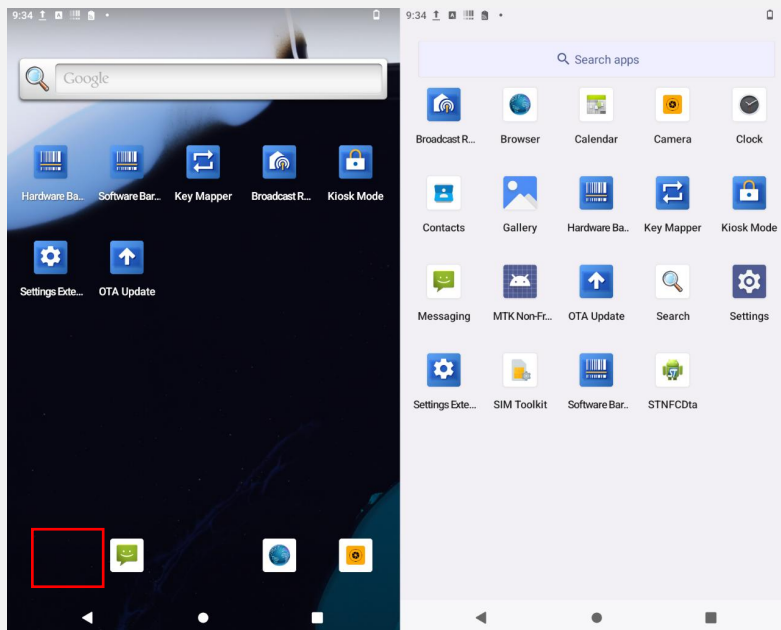 9:34
Google
Hardware Ba..
Software Bar...
Key Mapper
Broadcast R...
Kiosk Mode
Settings Exte...
OTA Update
9:34
Search apps
Broadcast R...
Browser
Calendar
Camera
Clock
Contacts
Gallery
Hardware Ba..
Key Mapper
Kiosk Mode
Messaging
MTK Non-Fr...
OTA Update
Search
Settings
Settings Exte...
SIM Toolkit
Software Bar..
STNFCDta